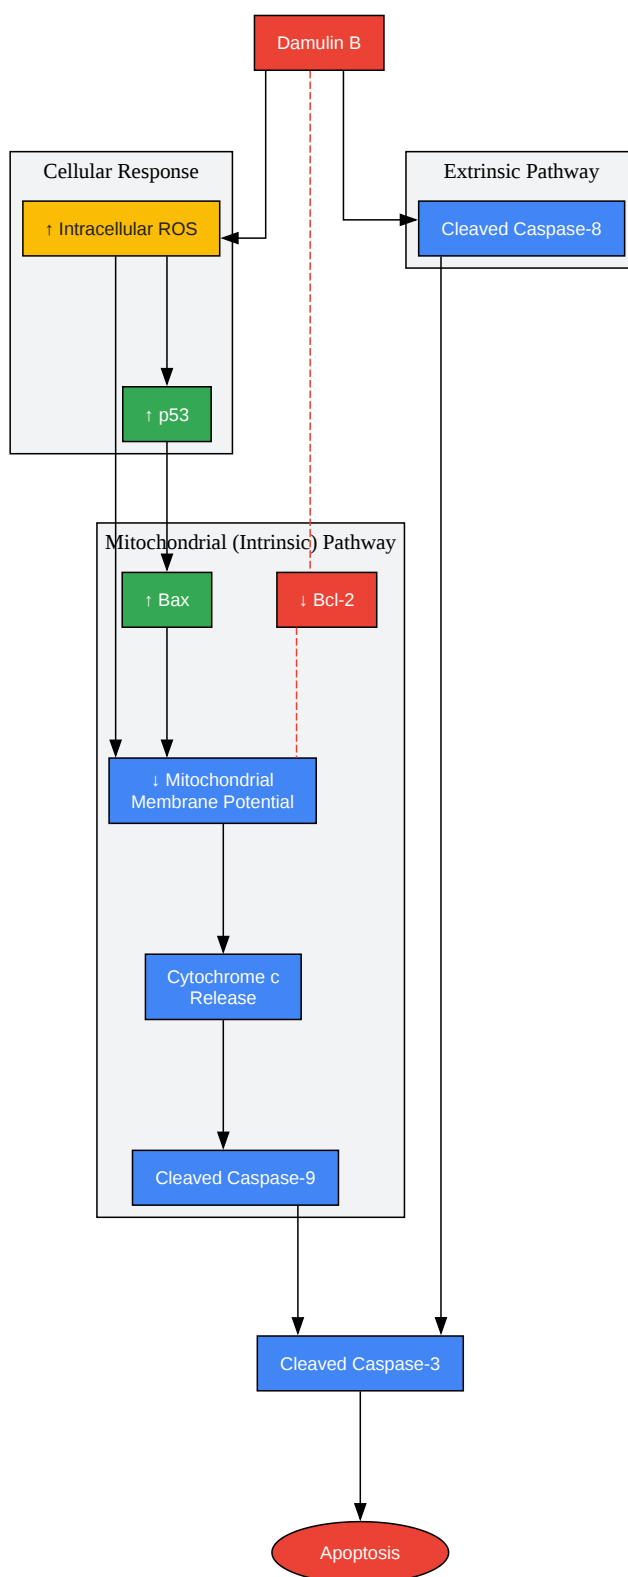 Damulin B
Cellular Response
Extrinsic Pathway
↑ Intracellular ROS
Cleaved Caspase-8
↑ p53
Mitochondrial (Intrinsic) Pathway
↑ Bax
↓ Bcl-2
↓ Mitochondrial
Membrane Potential
Cytochrome c
Release
Cleaved Caspase-9
Cleaved Caspase-3
Apoptosis